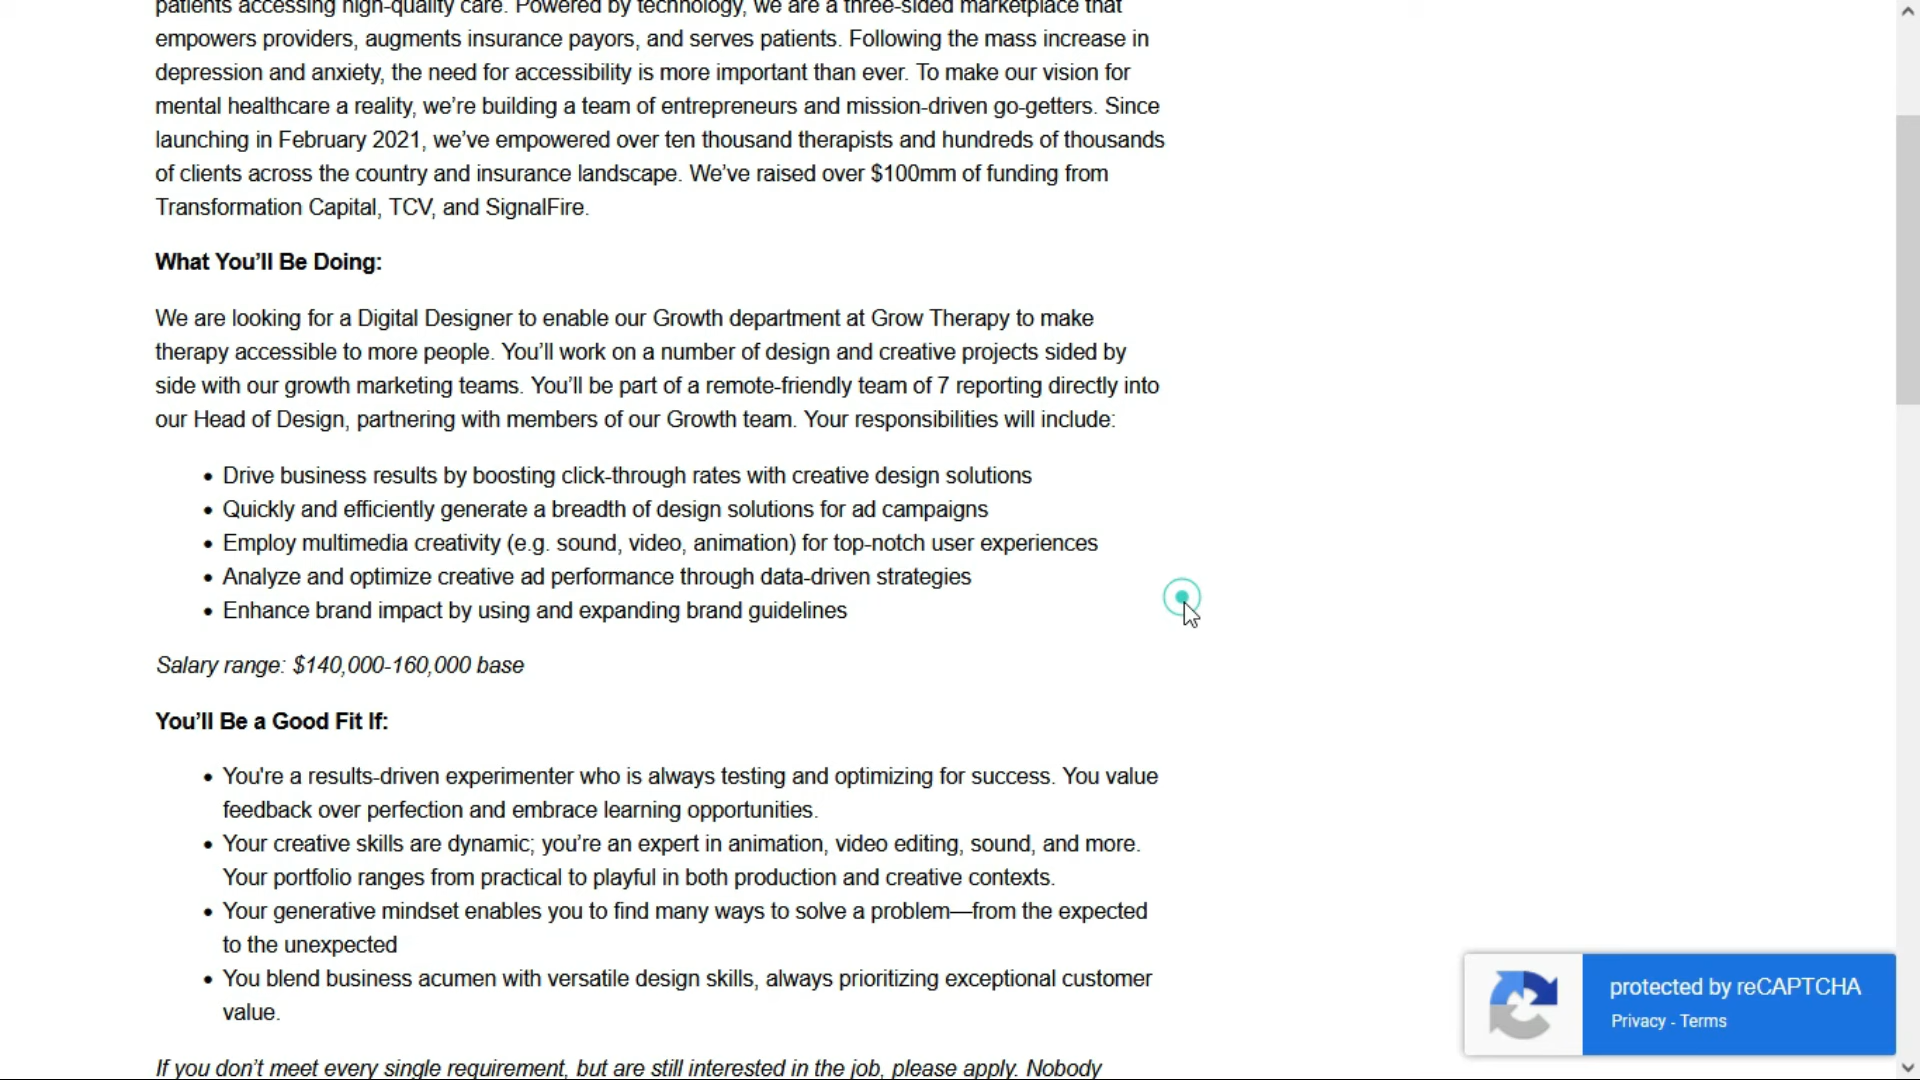 patients accessing high-quality care. Powered by technology, we are a three-sided marketplace that
empowers providers, augments insurance payors, and serves patients. Following the mass increase in
depression and anxiety, the need for accessibility is more important than ever. To make our vision for
mental healthcare a reality, we’re building a team of entrepreneurs and mission-driven go-getters. Since
launching in February 2021, we’ve empowered over ten thousand therapists and hundreds of thousands
of clients across the country and insurance landscape. We’ve raised over $100mm of funding from
Transformation Capital, TCV, and SignalFire.
What You’ll Be Doing:
We are looking for a Digital Designer to enable our Growth department at Grow Therapy to make
therapy accessible to more people. You’ll work on a number of design and creative projects sided by
side with our growth marketing teams. You’ll be part of a remote-friendly team of 7 reporting directly into
our Head of Design, partnering with members of our Growth team. Your responsibilities will include:
• Drive business results by boosting click-through rates with creative design solutions
• Quickly and efficiently generate a breadth of design solutions for ad campaigns
• Employ multimedia creativity (e.g. sound, video, animation) for top-notch user experiences
• Analyze and optimize creative ad performance through data-driven strategies
• Enhance brand impact by using and expanding brand guidelines
Salary range: $140,000-160,000 base
You’ll Be a Good Fit If:
• You're a results-driven experimenter who is always testing and optimizing for success. You value
feedback over perfection and embrace learning opportunities.
• Your creative skills are dynamic; you’re an expert in animation, video editing, sound, and more.
Your portfolio ranges from practical to playful in both production and creative contexts.
• Your generative mindset enables you to find many ways to solve a problem—from the expected
to the unexpected
• You blend business acumen with versatile design skills, always prioritizing exceptional customer
value.
If you don’t meet every single requirement, but are still interested in the job, please apply. Nobody
protected by reCAPTCHA
Privacy - Terms